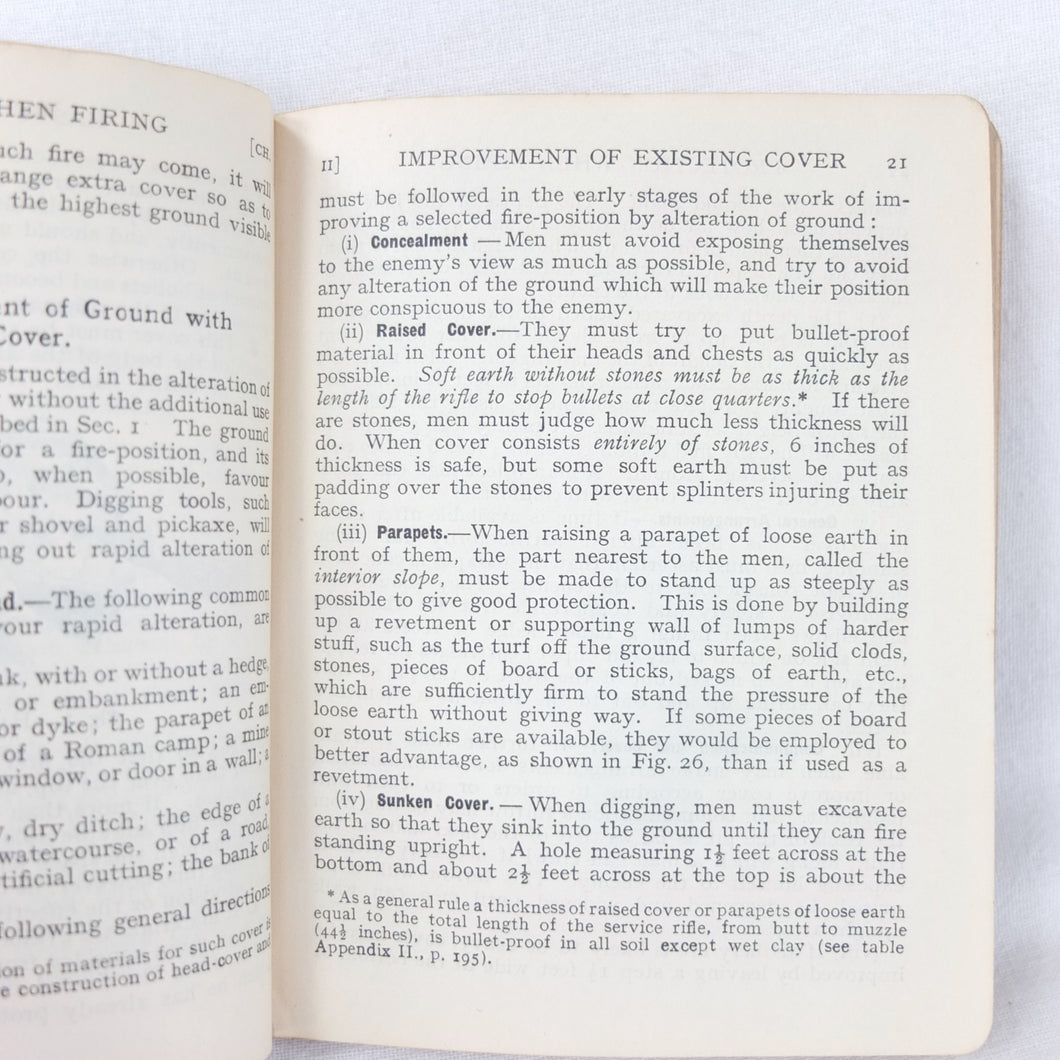 HEN FIRING
[CH.
uch fire may come, it will
ange extra cover so as to
the highest ground visible
ent of Ground with
Cover.
structed in the alteration of
without the additional use
bed in Sec. 1 The ground
or a fire-position, and its
, when possible, favour
our. Digging tools, such
r shovel and pickaxe, will
ng out rapid alteration of
d.—The following common
vour rapid alteration, are
k, with or without a hedge,
or embankment; an em-
or dyke; the parapet of an
of a Roman camp; a mine
window, or door in a wall; a
, dry ditch; the edge of a
watercourse, or of a road,
tificial cutting; the bank of
following general directions
ion of materials for such cover is
e construction of head-cover and
II] IMPROVEMENT OF EXISTING COVER 21
must be followed in the early stages of the work of im-
proving a selected fire-position by alteration of ground :
(i) Concealment — Men must avoid exposing themselves
to the enemy's view as much as possible, and try to avoid
any alteration of the ground which will make their position
more conspicuous to the enemy.
(ii) Raised Cover.—They must try to put bullet-proof
material in front of their heads and chests as quickly as
possible. Soft earth without stones must be as thick as the
length of the rifle to stop bullets at close quarters.* If there
are stones, men must judge how much less thickness will
do. When cover consists entirely of stones, 6 inches of
thickness is safe, but some soft earth must be put as
padding over the stones to prevent splinters injuring their
faces.
(iii) Parapets.—When raising a parapet of loose earth in
front of them, the part nearest to the men, called the
interior slope, must be made to stand up as steeply as
possible to give good protection. This is done by building
up a revetment or supporting wall of lumps of harder
stuff, such as the turf off the ground surface, solid clods,
stones, pieces of board or sticks, bags of earth, etc.,
which are sufficiently firm to stand the pressure of the
loose earth without giving way. If some pieces of board
or stout sticks are available, they would be employed to
better advantage, as shown in Fig. 26, than if used as a
revetment.
(iv) Sunken Cover. — When digging, men must excavate
earth so that they sink into the ground until they can fire
standing upright. A hole measuring 1½ feet across at the
bottom and about 2½ feet across at the top is about the
* As a general rule a thickness of raised cover or parapets of loose earth
equal to the total length of the service rifle, from butt to muzzle
(44½ inches), is bullet-proof in all soil except wet clay (see table
Appendix II., p. 195).